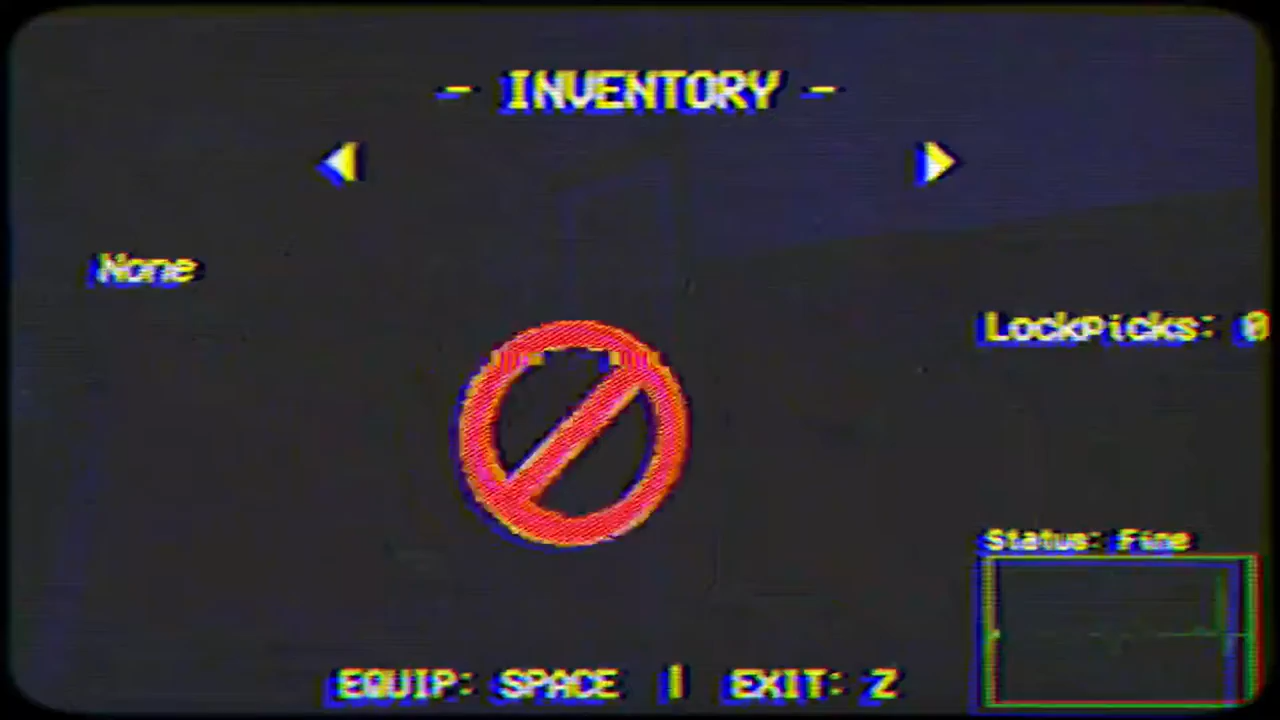 - INVENTORY -
None
LockPicks: 0
Status: Fine
EQUIP: SPACE | EXIT: Z